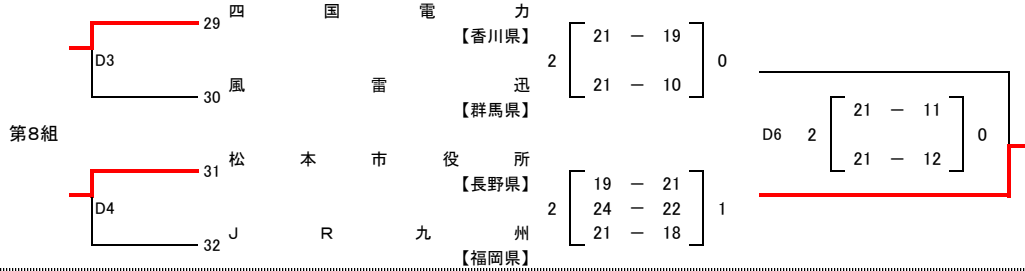 29 四国電力
【香川県】
2 21 － 19 0
21 － 10
D3
30 風雷迅
【群馬県】
第8組
D6 2 21 － 11 0
21 － 12
31 松本市役所
【長野県】
2 19 － 21 1
24 － 22
21 － 18
D4
32 ＪＲ九州
【福岡県】